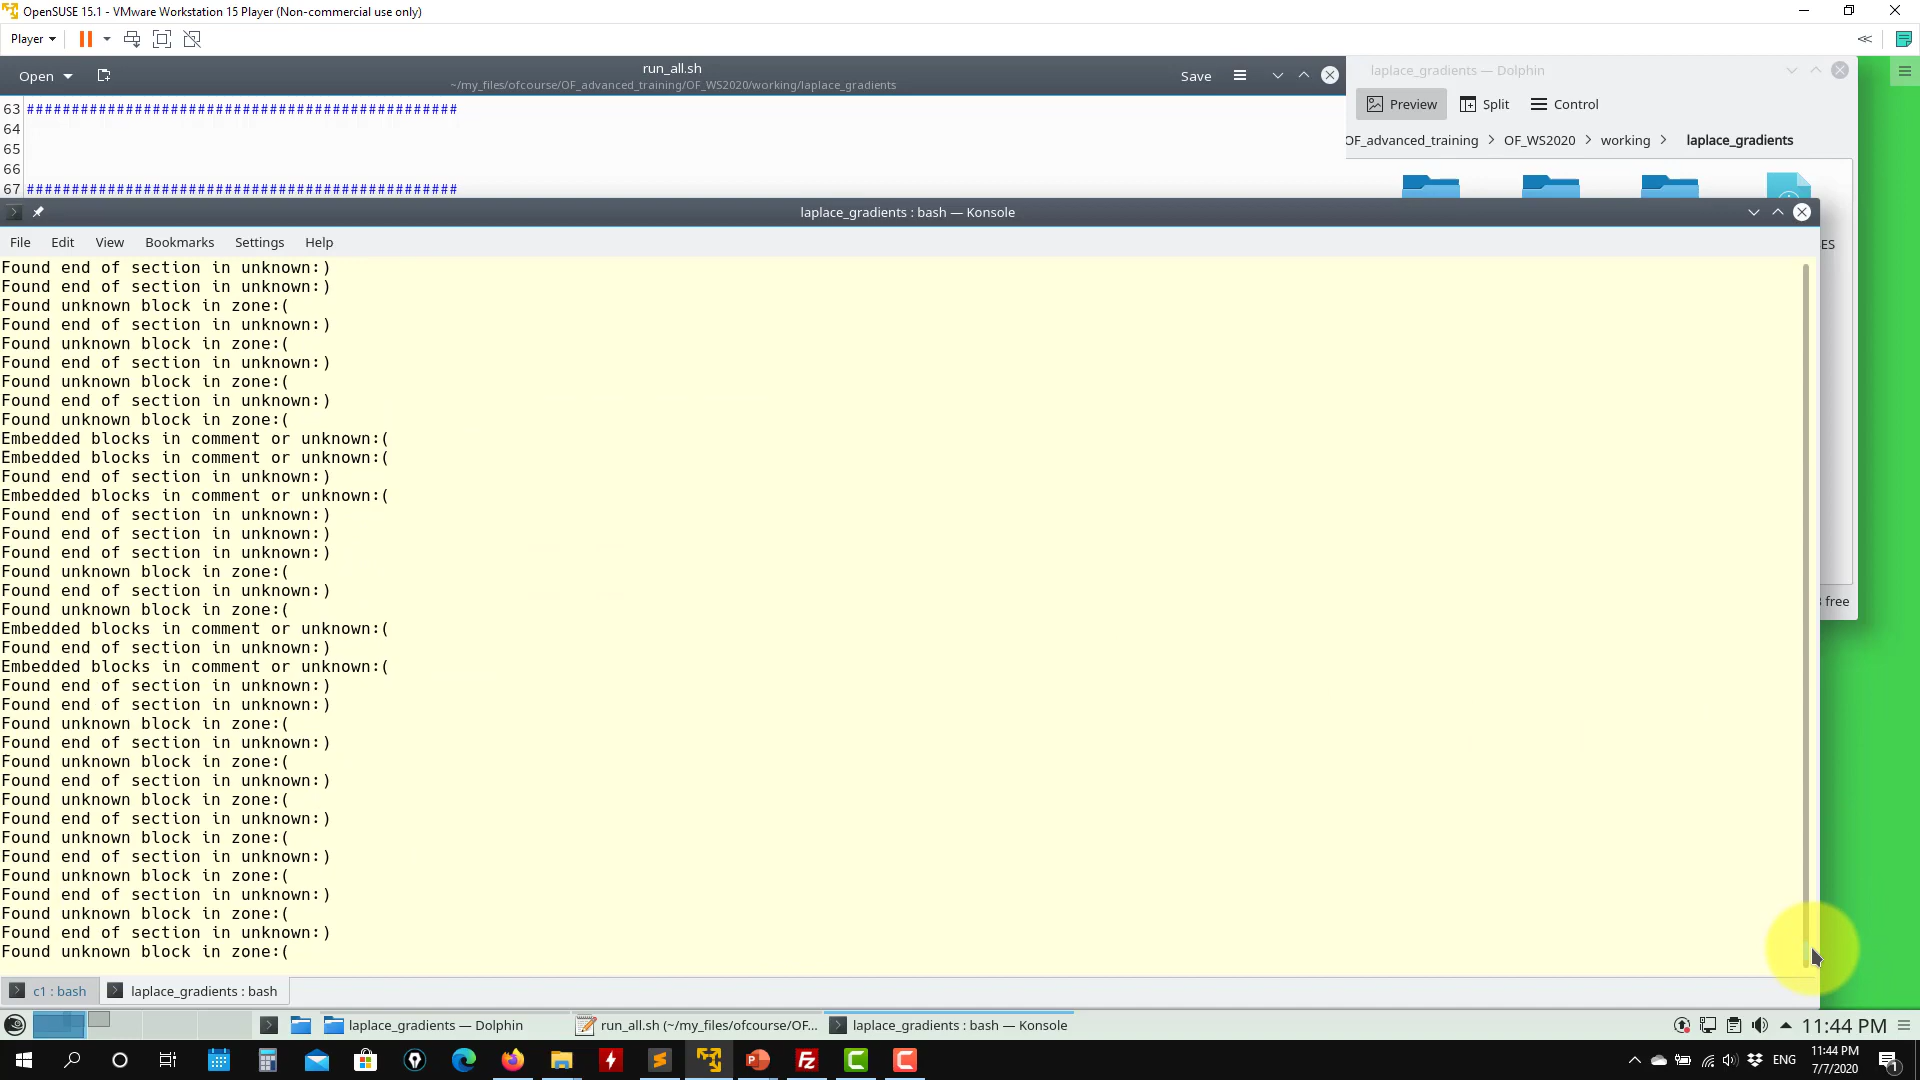 OpenSUSE 15.1 - VMware Workstation 15 Player (Non-commercial use only)
Player
Open
run_all.sh
~/my_files/ofcourse/OF_advanced_training/OF_WS2020/working/laplace_gradients
Save
laplace_gradients — Dolphin
Preview Split Control
OF_advanced_training > OF_WS2020 > working > laplace_gradients
63 ################################################
64
65
66
67 ################################################
laplace_gradients : bash — Konsole
File Edit View Bookmarks Settings Help
ES
free
Found end of section in unknown:)
Found end of section in unknown:)
Found unknown block in zone:(
Found end of section in unknown:)
Found unknown block in zone:(
Found end of section in unknown:)
Found unknown block in zone:(
Found end of section in unknown:)
Found unknown block in zone:(
Embedded blocks in comment or unknown:(
Embedded blocks in comment or unknown:(
Found end of section in unknown:)
Embedded blocks in comment or unknown:(
Found end of section in unknown:)
Found end of section in unknown:)
Found end of section in unknown:)
Found unknown block in zone:(
Found end of section in unknown:)
Found unknown block in zone:(
Embedded blocks in comment or unknown:(
Found end of section in unknown:)
Embedded blocks in comment or unknown:(
Found end of section in unknown:)
Found end of section in unknown:)
Found unknown block in zone:(
Found end of section in unknown:)
Found unknown block in zone:(
Found end of section in unknown:)
Found unknown block in zone:(
Found end of section in unknown:)
Found unknown block in zone:(
Found end of section in unknown:)
Found unknown block in zone:(
Found end of section in unknown:)
Found unknown block in zone:(
Found end of section in unknown:)
Found unknown block in zone:(
c1 : bash
laplace_gradients : bash
laplace_gradients — Dolphin
run_all.sh (~/my_files/ofcourse/OF...
laplace_gradients : bash — Konsole
11:44 PM
ENG
11:44 PM
7/7/2020
1